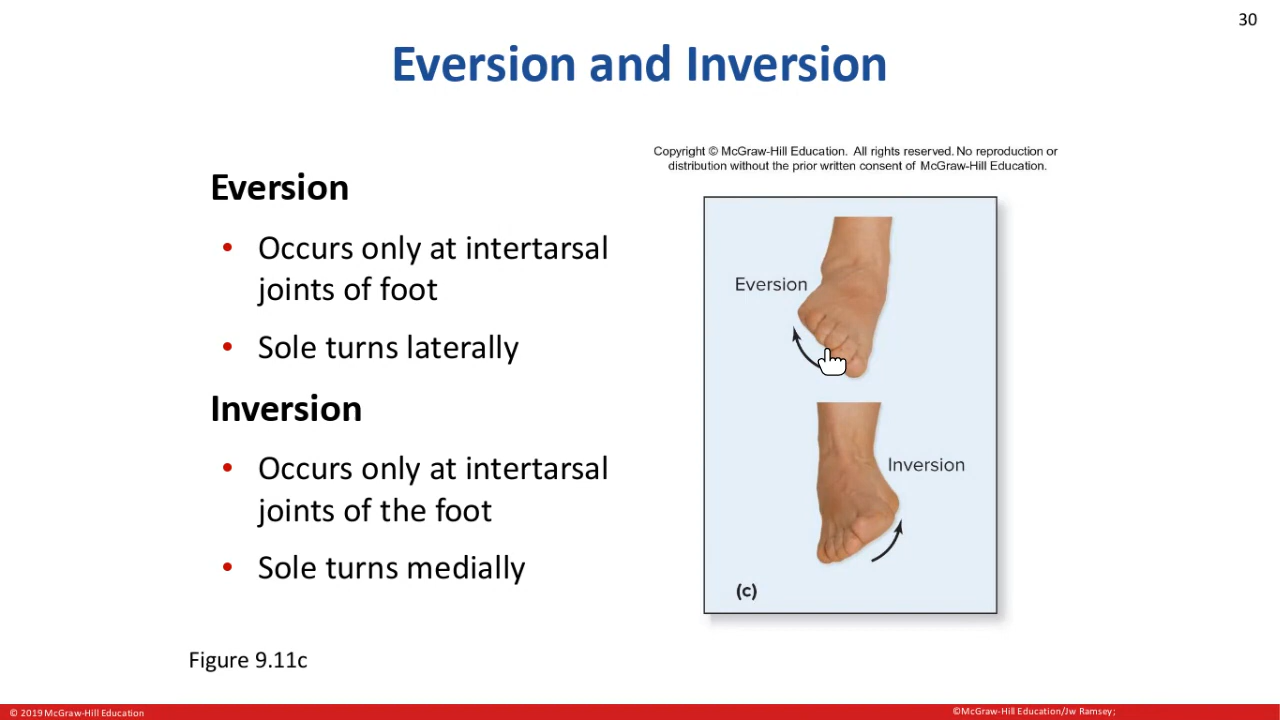 30
Eversion and Inversion
Copyright © McGraw-Hill Education. All rights reserved. No reproduction or
distribution without the prior written consent of McGraw-Hill Education.
Eversion
• Occurs only at intertarsal
joints of foot
• Sole turns laterally
Inversion
• Occurs only at intertarsal
joints of the foot
• Sole turns medially
Eversion
Inversion
(c)
Figure 9.11c
© 2019 McGraw-Hill Education
©McGraw-Hill Education/Jw Ramsey;